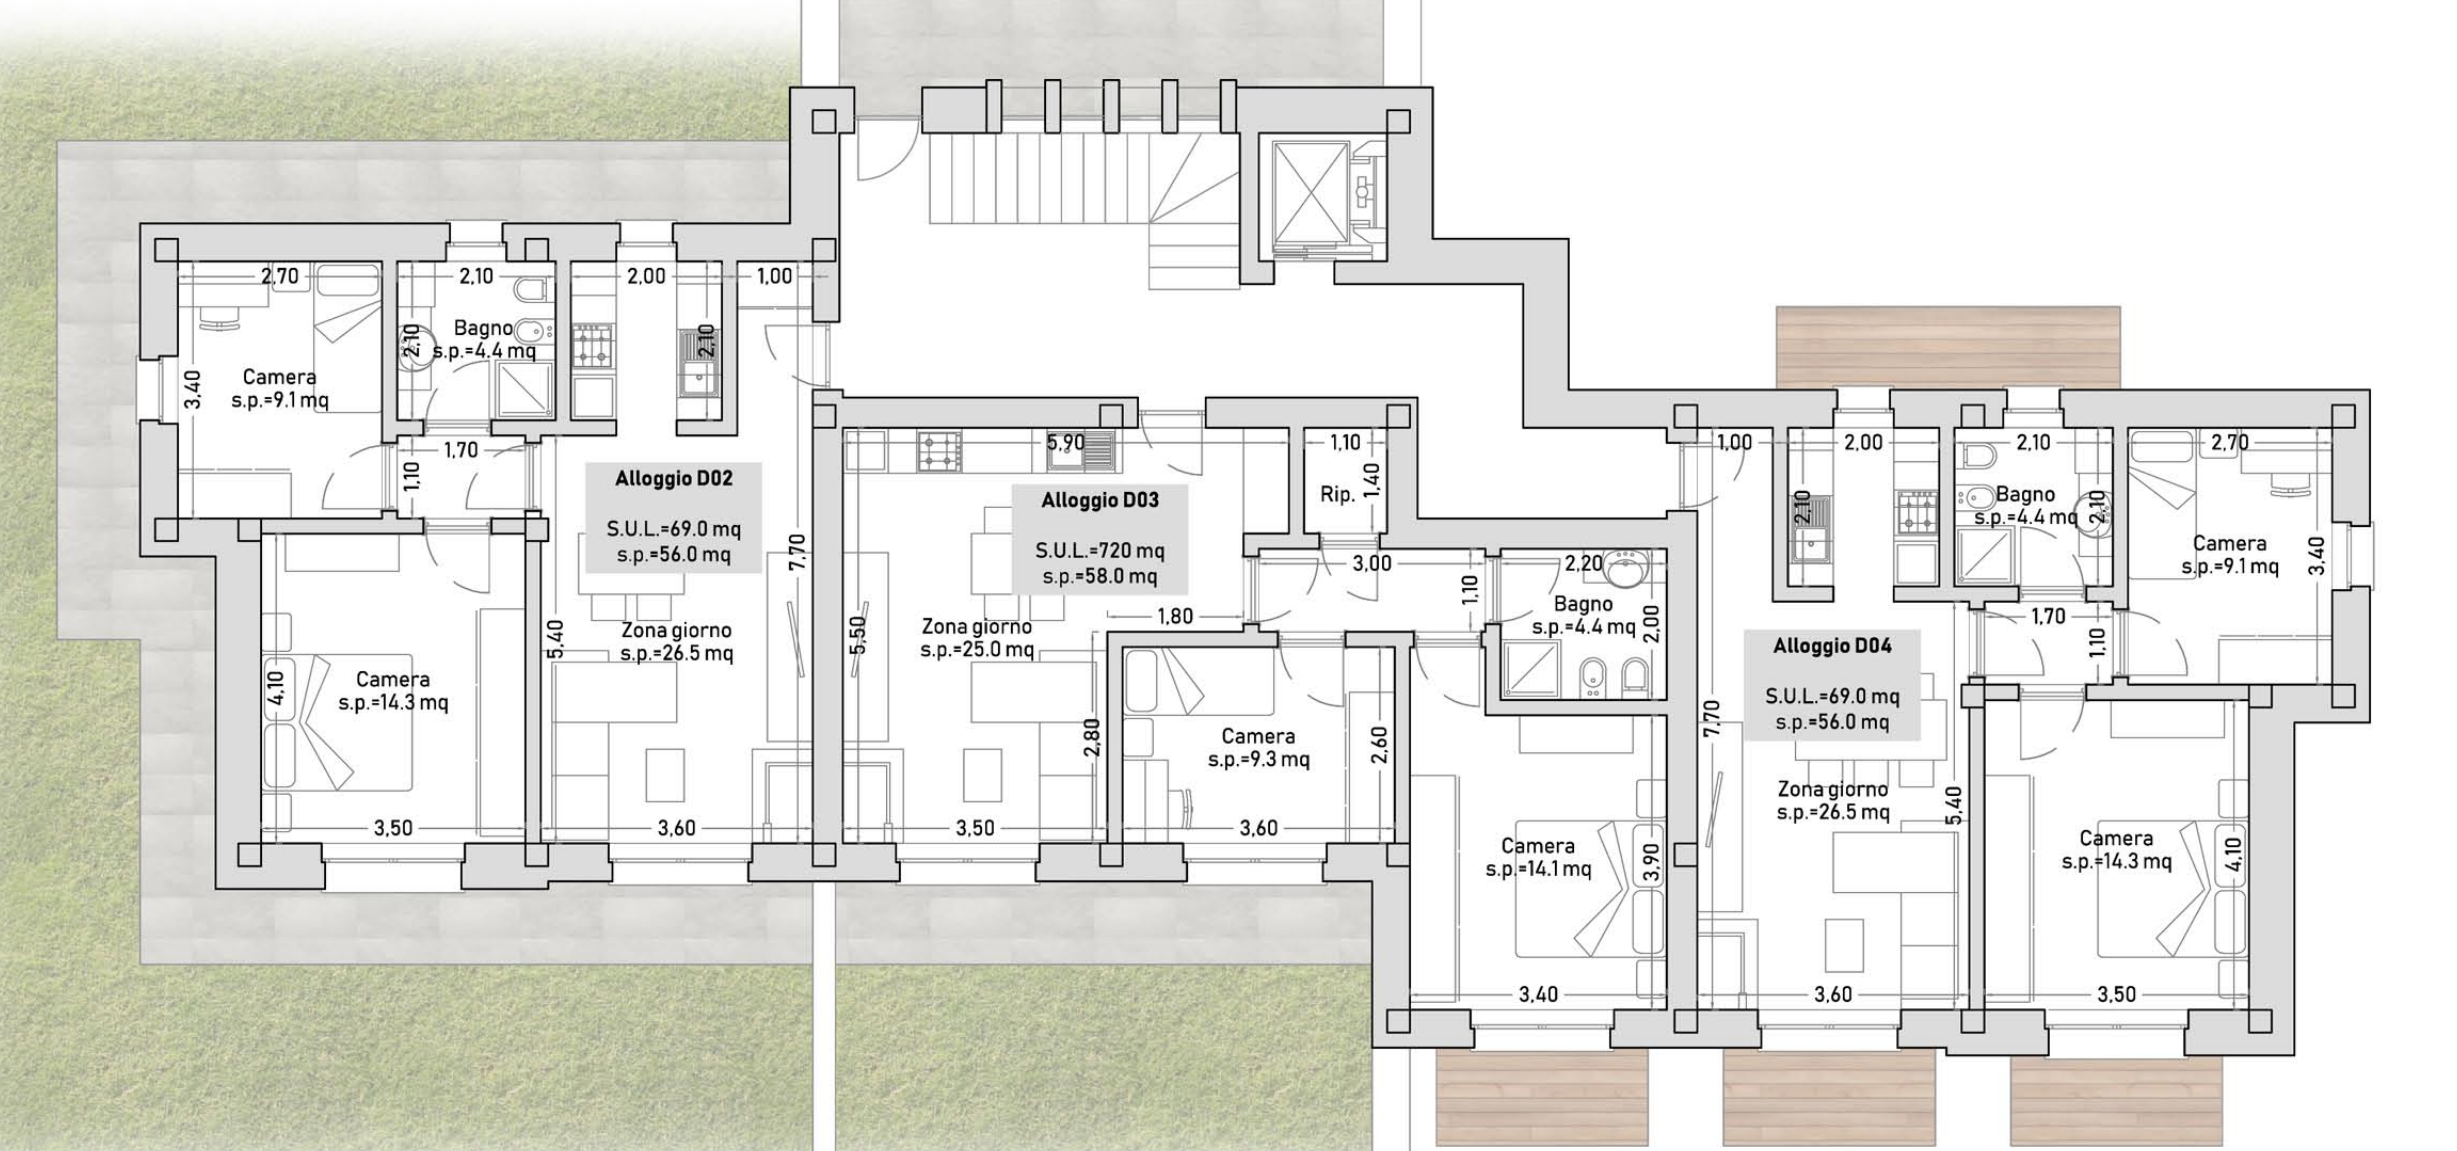 2,70
2,10
2,00
1,00
2,10
Bagno
s.p.=4.4 mq
2,10
3,40
Camera
s.p.=9.1 mq
1,70
1,10
Alloggio D02
S.U.L.=69.0 mq
s.p.=56.0 mq
7,70
5,40
Zona giorno
s.p.=26.5 mq
4,10
Camera
s.p.=14.3 mq
3,50
3,60
5,90
1,10
1,40
Rip.
Alloggio D03
S.U.L.=720 mq
s.p.=58.0 mq
3,00
1,10
2,20
Bagno
s.p.=4.4 mq
2,00
1,80
5,50
Zona giorno
s.p.=25.0 mq
2,80
Camera
s.p.=9.3 mq
2,60
3,50
3,60
Camera
s.p.=14.1 mq
3,90
3,40
1,00
2,00
2,10
2,70
2,10
Bagno
s.p.=4.4 mq
2,10
Camera
s.p.=9.1 mq
3,40
1,70
1,10
Alloggio D04
S.U.L.=69.0 mq
s.p.=56.0 mq
7,70
Zona giorno
s.p.=26.5 mq
5,40
Camera
s.p.=14.3 mq
4,10
3,60
3,50